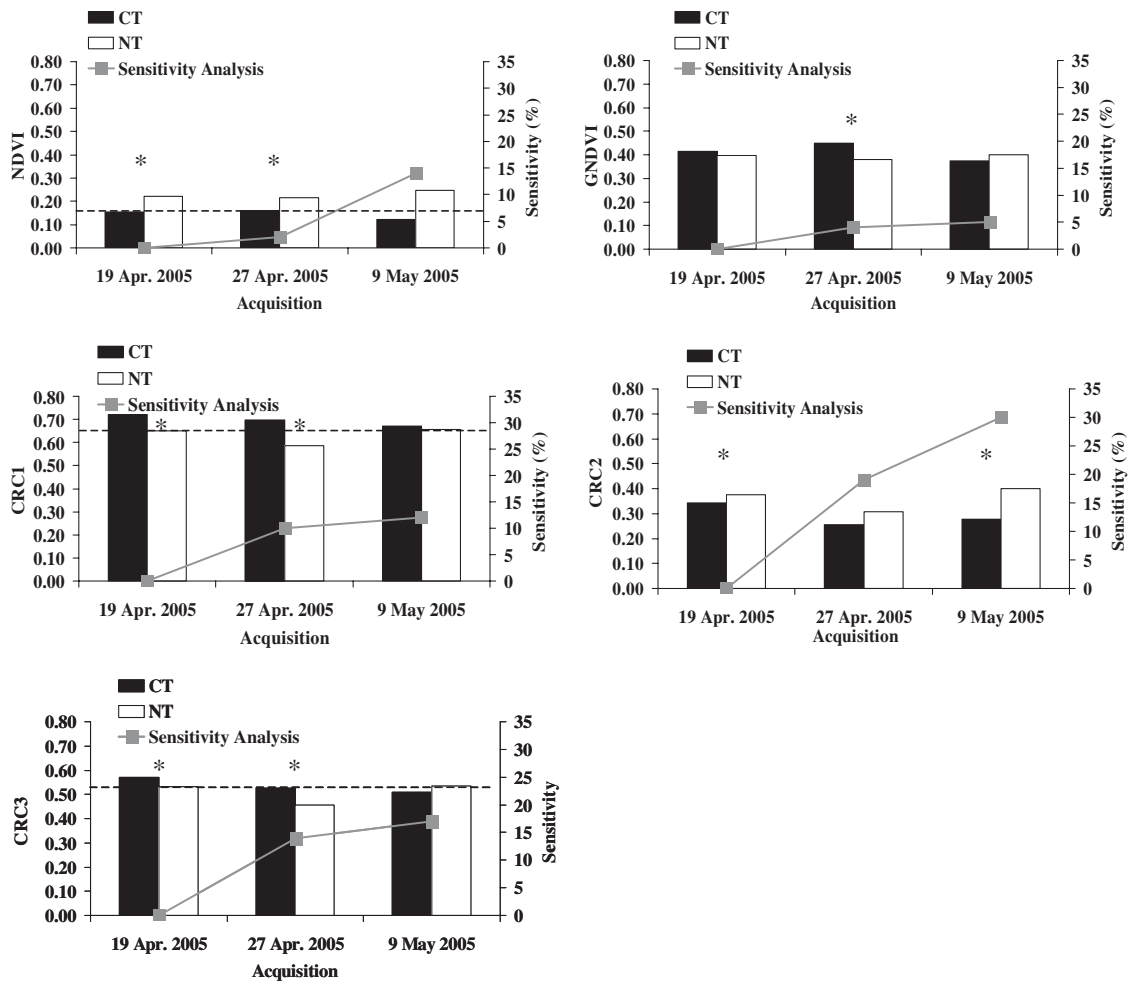 CT
NT
Sensitivity Analysis
0.80
0.70
0.60
0.50
0.40
0.30
0.20
0.10
0.00
NDVI
* *
35
30
25
20
15
10
5
0
Sensitivity (%)
19 Apr. 2005 27 Apr. 2005 9 May 2005
Acquisition
CT
NT
Sensitivity Analysis
0.80
0.70
0.60
0.50
0.40
0.30
0.20
0.10
0.00
GNDVI
*
35
30
25
20
15
10
5
0
Sensitivity (%)
19 Apr. 2005 27 Apr. 2005 9 May 2005
Acquisition
CT
NT
Sensitivity Analysis
0.80
0.70
0.60
0.50
0.40
0.30
0.20
0.10
0.00
CRC1
* *
35
30
25
20
15
10
5
0
Sensitivity (%)
19 Apr. 2005 27 Apr. 2005 9 May 2005
Acquisition
CT
NT
Sensitivity Analysis
0.80
0.70
0.60
0.50
0.40
0.30
0.20
0.10
0.00
CRC2
* *
35
30
25
20
15
10
5
0
Sensitivity (%)
19 Apr. 2005 27 Apr. 2005 9 May 2005
Acquisition
CT
NT
Sensitivity Analysis
0.80
0.70
0.60
0.50
0.40
0.30
0.20
0.10
0.00
CRC3
* *
35
30
25
20
15
10
5
0
Sensitivity
19 Apr. 2005 27 Apr. 2005 9 May 2005
Acquisition